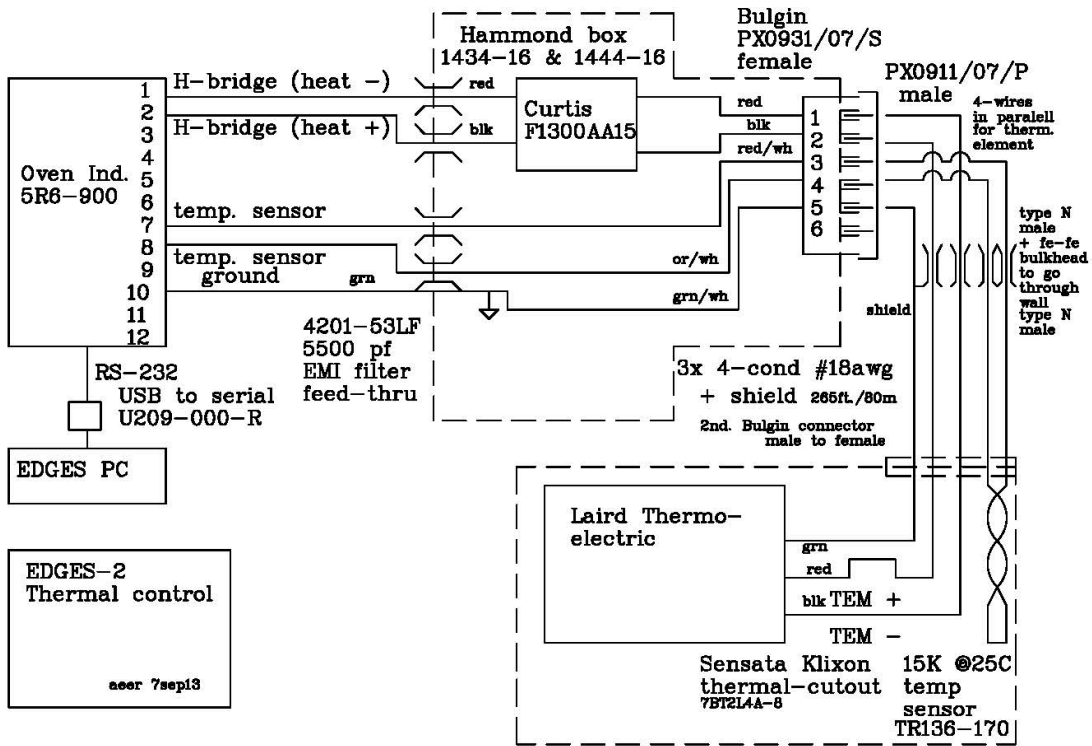 Hammond box
1434-16 & 1444-16
Bulgin
PX0931/07/S
female
PX0911/07/P
male
4-wires
in paralell
for therm.
element
H-bridge (heat -)
red
H-bridge (heat +)
blk
Curtis
F1300AA15
red
blk
red/wh
1
2
3
4
5
6
Oven Ind.
5R6-900
1
2
3
4
5
6
7
8
9
10
11
12
temp. sensor
temp. sensor
ground
grn
or/wh
grn/wh
shield
type N
male
+ fe-fe
bulkhead
to go
through
wall
type N
male
4201-53LF
5500 pf
EMI filter
feed-thru
3x 4-cond #18awg
+ shield 265ft./80m
2nd. Bulgin connector
male to female
RS-232
USB to serial
U209-000-R
EDGES PC
Laird Thermo-
electric
grn
red
blk TEM +
TEM -
Sensata Klixon
thermal-cutout
7BT2L4A-8
15K @25C
temp
sensor
TR136-170
EDGES-2
Thermal control
aeer 7sep13